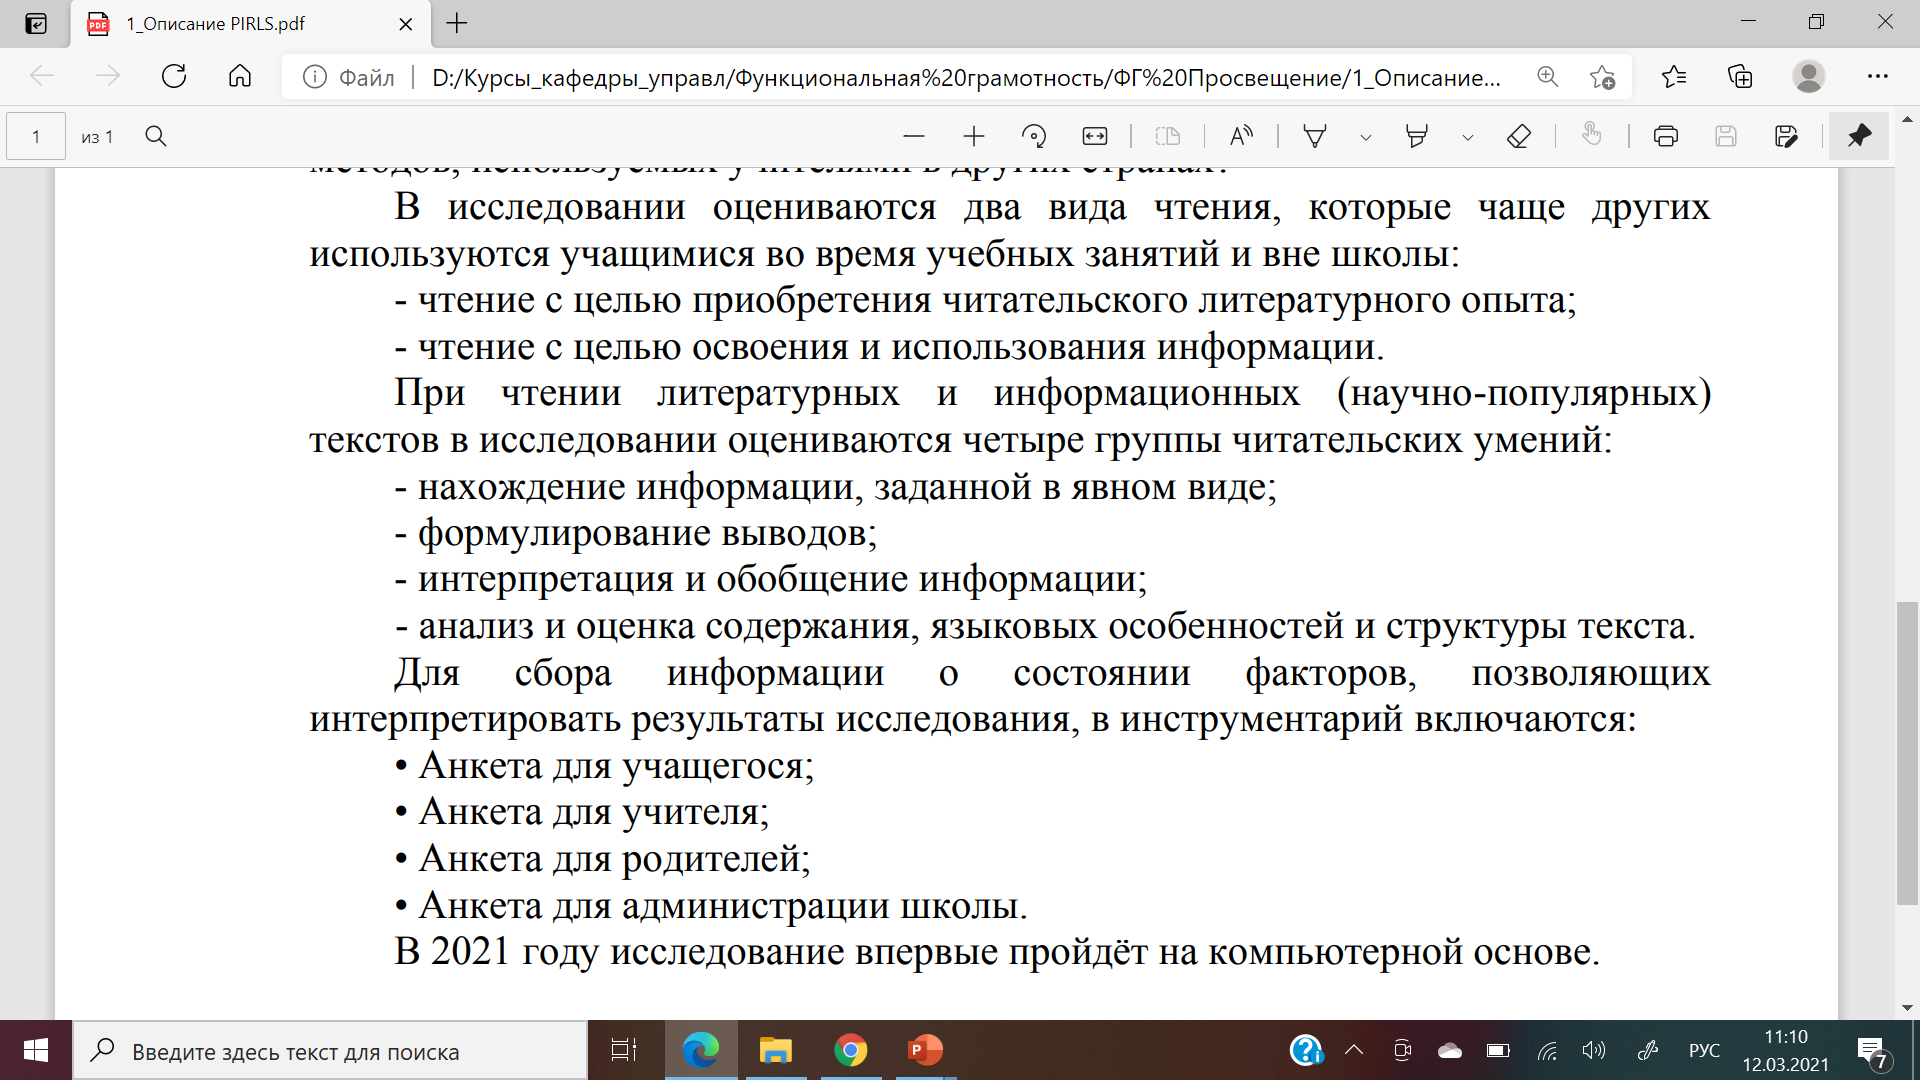 1_Описание PIRLS.pdf
Файл
D:/Курсы_кафедры_управл/Функциональная%20грамотность/ФГ%20Просвещение/1_Описание...
1 из 1
методов, используемых учителями в других странах?
В исследовании оцениваются два вида чтения, которые чаще других
используются учащимися во время учебных занятий и вне школы:
- чтение с целью приобретения читательского литературного опыта;
- чтение с целью освоения и использования информации.
При чтении литературных и информационных (научно-популярных)
текстов в исследовании оцениваются четыре группы читательских умений:
- нахождение информации, заданной в явном виде;
- формулирование выводов;
- интерпретация и обобщение информации;
- анализ и оценка содержания, языковых особенностей и структуры текста.
Для сбора информации о состоянии факторов, позволяющих
интерпретировать результаты исследования, в инструментарий включаются:
• Анкета для учащегося;
• Анкета для учителя;
• Анкета для родителей;
• Анкета для администрации школы.
В 2021 году исследование впервые пройдёт на компьютерной основе.
Введите здесь текст для поиска
РУС
11:10
12.03.2021
7